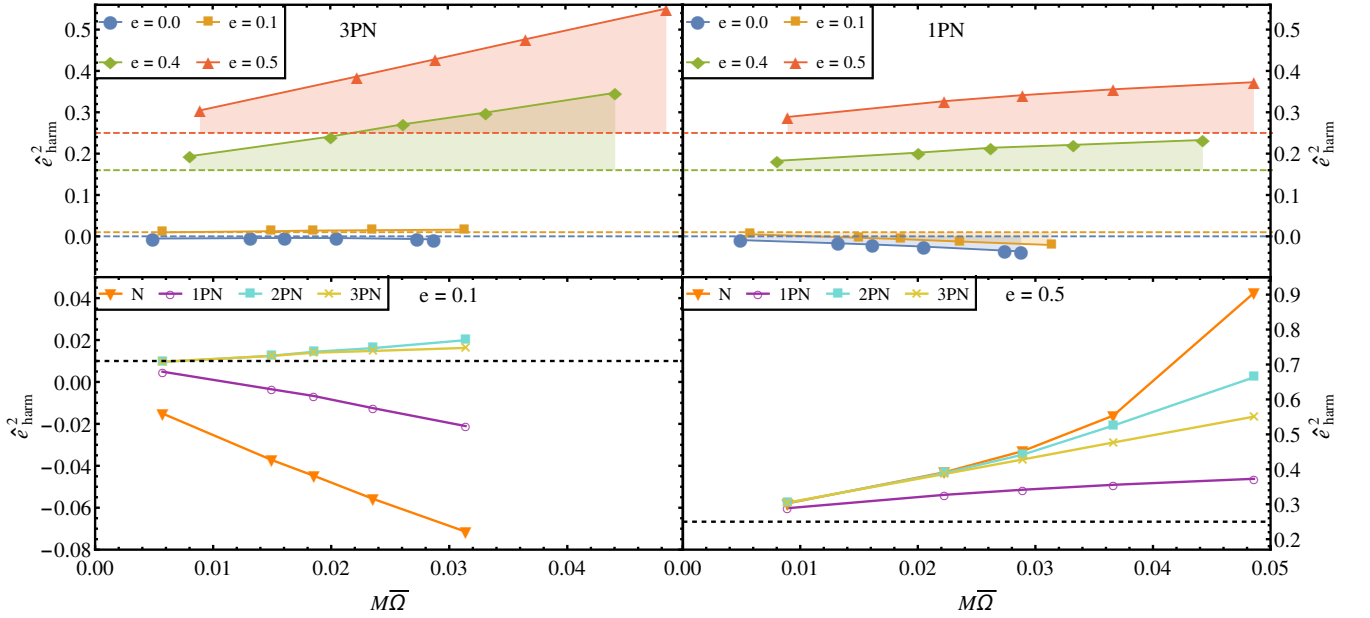 e = 0.0 e = 0.1
e = 0.4 e = 0.5
3PN
0.5
0.4
0.3
0.2
0.1
0.0
ê²harm
e = 0.0 e = 0.1
e = 0.4 e = 0.5
1PN
0.5
0.4
0.3
0.2
0.1
0.0
ê²harm
N 1PN 2PN 3PN
e = 0.1
0.04
0.02
0.00
−0.02
−0.04
−0.06
−0.08
ê²harm
0.00 0.01 0.02 0.03 0.04
MΩ̅
N 1PN 2PN 3PN
e = 0.5
0.9
0.8
0.7
0.6
0.5
0.4
0.3
0.2
ê²harm
0.00 0.01 0.02 0.03 0.04 0.05
MΩ̅